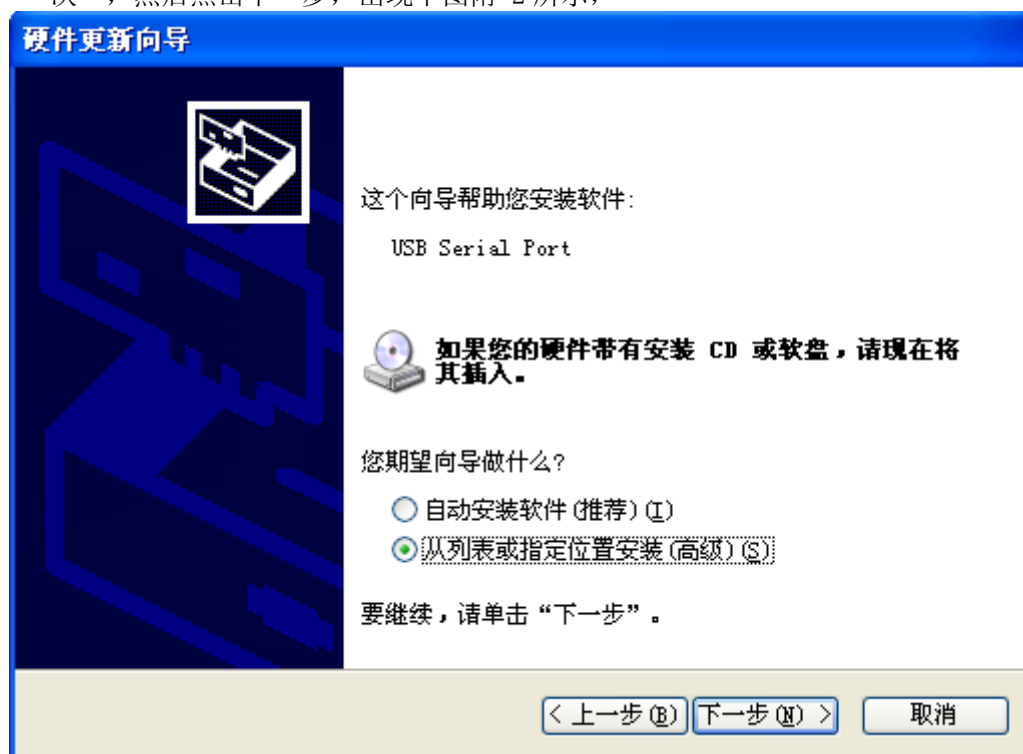 硬件更新向导
这个向导帮助您安装软件:
USB Serial Port
如果您的硬件带有安装 CD 或软盘,请现在将
其插入。
您期望向导做什么?
自动安装软件(推荐)(I)
从列表或指定位置安装(高级)(S)
要继续,请单击“下一步”。
< 上一步(B) 下一步(N) > 取消